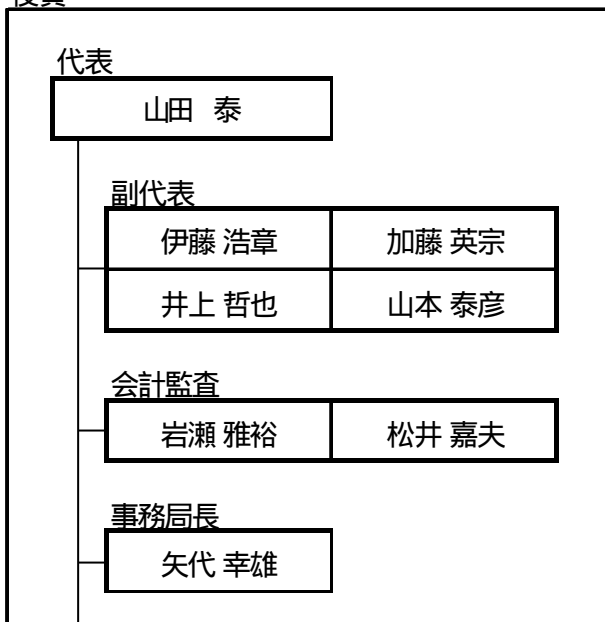 代表
山田 泰
副代表
伊藤 浩章 加藤 英宗
井上 哲也 山本 泰彦
会計監査
岩瀬 雅裕 松井 嘉夫
事務局長
矢代 幸雄